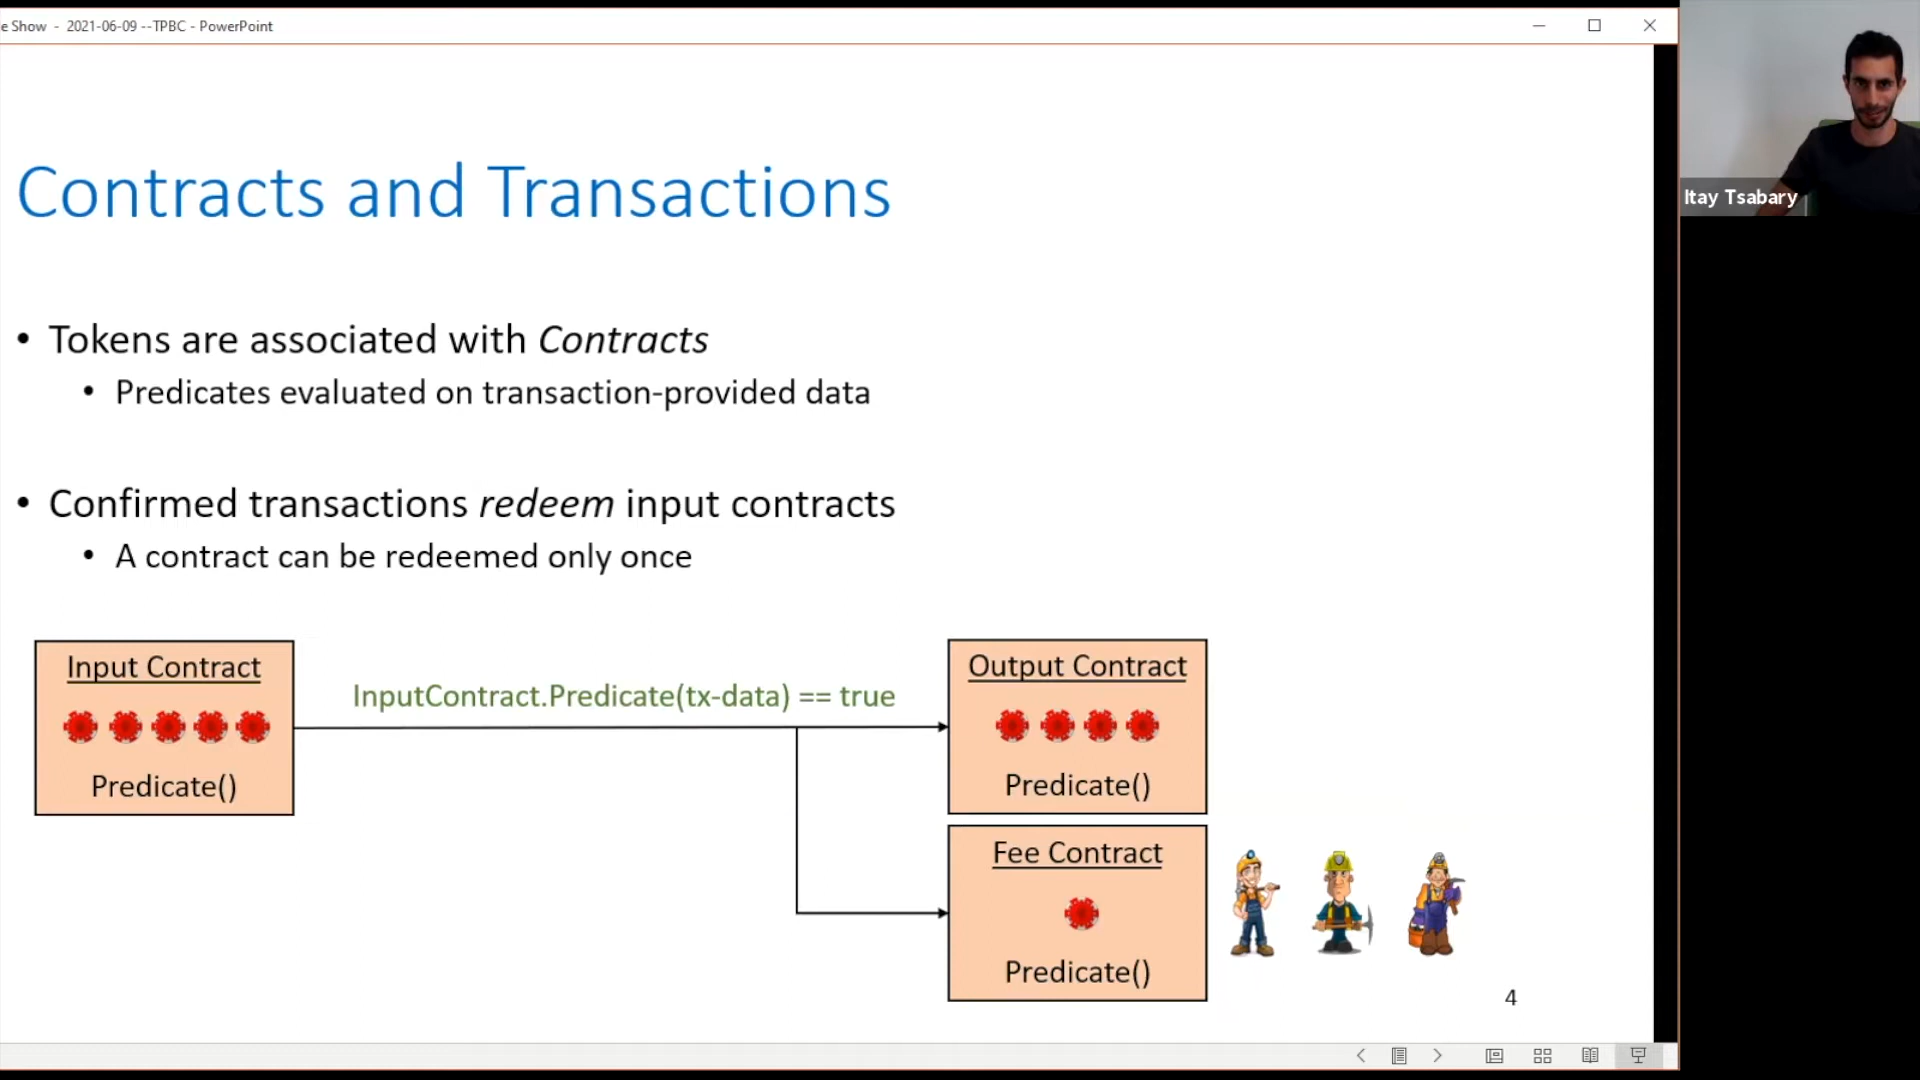 e Show - 2021-06-09 --TPBC - PowerPoint
Itay Tsabary
Contracts and Transactions
• Tokens are associated with Contracts
• Predicates evaluated on transaction-provided data
• Confirmed transactions redeem input contracts
• A contract can be redeemed only once
Input Contract
Predicate()
InputContract.Predicate(tx-data) == true
Output Contract
Predicate()
Fee Contract
Predicate()
4